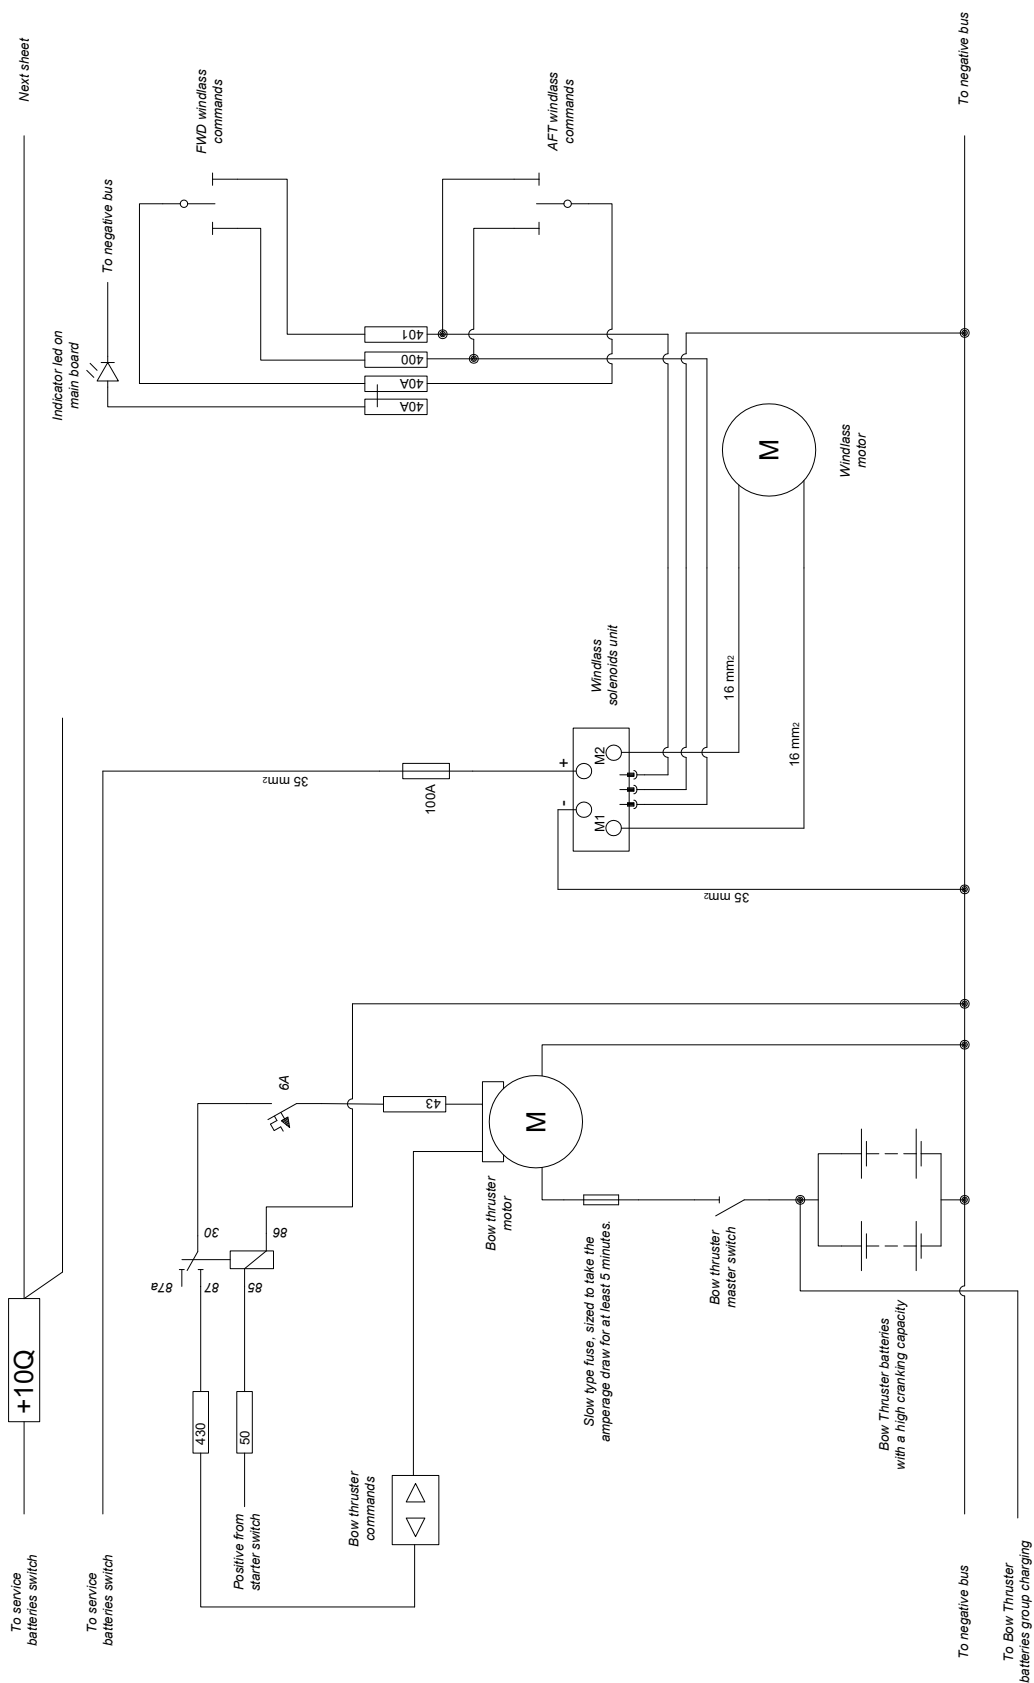 To service
batteries switch
+10Q
Next sheet
To service
batteries switch
35 mm2
100A
Indicator led on
main board
To negative bus
FWD windlass
commands
40A
40A
400
401
AFT windlass
commands
Positive from
starter switch
430
50
87a
87
30
85
86
6A
43
Bow thruster
commands
Bow thruster
motor
M
Slow type fuse, sized to take the
amperage draw for at least 5 minutes.
Bow thruster
master switch
Bow Thruster batteries
with a high cranking capacity
Windlass
solenoids unit
-
+
M1
M2
35 mm2
16 mm2
16 mm2
M
Windlass
motor
To negative bus
To negative bus
To Bow Thruster
batteries group charging